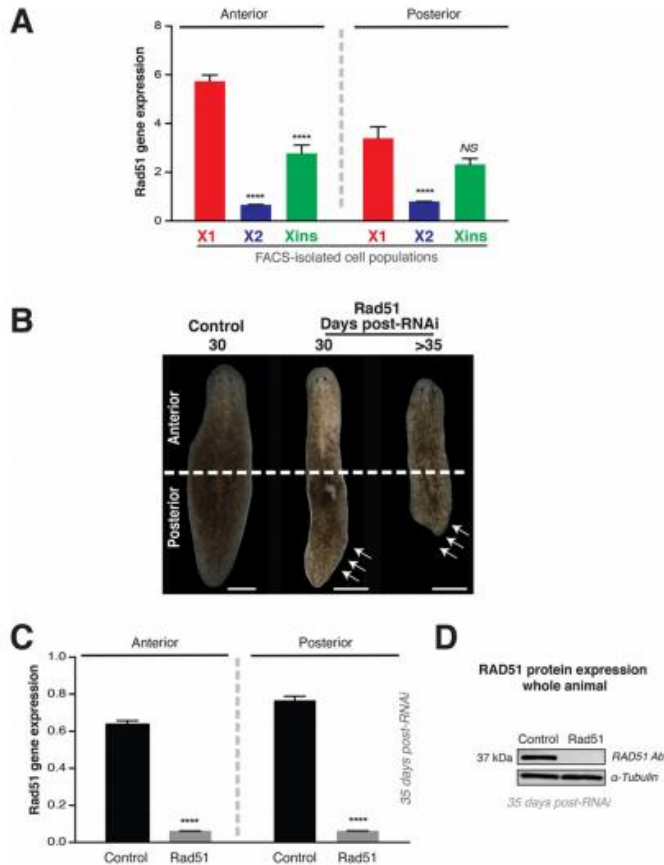 A
Anterior
Posterior
Rad51 gene expression
8
6
4
2
0
****
****
****
NS
X1 X2 Xins X1 X2 Xins
FACS-isolated cell populations
B
Rad51
Control Days post-RNAi
30 30 >35
Anterior
Posterior
C
Anterior
Posterior
Rad51 gene expression
1.0
0.8
0.6
0.4
0.2
0.0
****
****
Control Rad51 Control Rad51
35 days post-RNAi
D
RAD51 protein expression
whole animal
Control Rad51
37 kDa RAD51 Ab
α-Tubulin
35 days post-RNAi